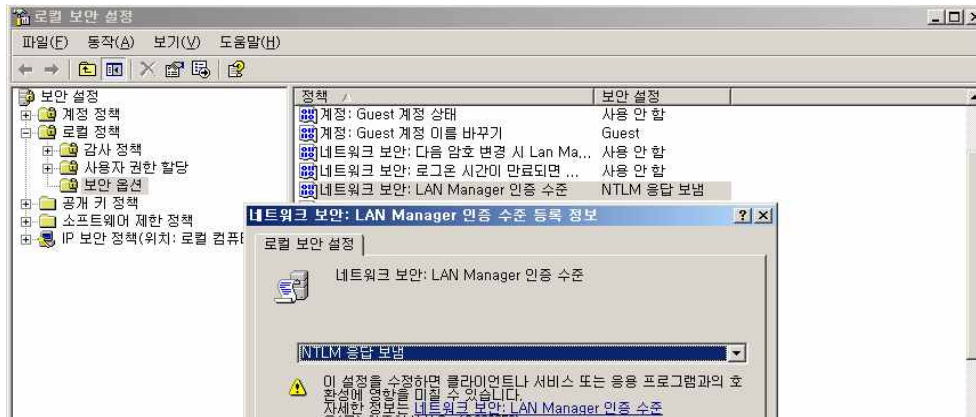 로컬 보안 설정
파일(F) 동작(A) 보기(V) 도움말(H)
보안 설정
계정 정책
로컬 정책
감사 정책
사용자 권한 할당
보안 옵션
공개 키 정책
소프트웨어 제한 정책
IP 보안 정책(위치: 로컬 컴퓨터
정책 보안 설정
계정: Guest 계정 상태 사용 안 함
계정: Guest 계정 이름 바꾸기 Guest
네트워크 보안: 다음 암호 변경 시 Lan Ma... 사용 안 함
네트워크 보안: 로그온 시간이 만료되면 ... 사용 안 함
네트워크 보안: LAN Manager 인증 수준 NTLM 응답 보냄
네트워크 보안: LAN Manager 인증 수준 등록 정보
로컬 보안 설정
네트워크 보안: LAN Manager 인증 수준
NTLM 응답 보냄
이 설정을 수정하면 클라이언트나 서비스 또는 응용 프로그램과의 호
환성에 영향을 미칠 수 있습니다.
자세한 정보는 네트워크 보안: LAN Manager 인증 수준